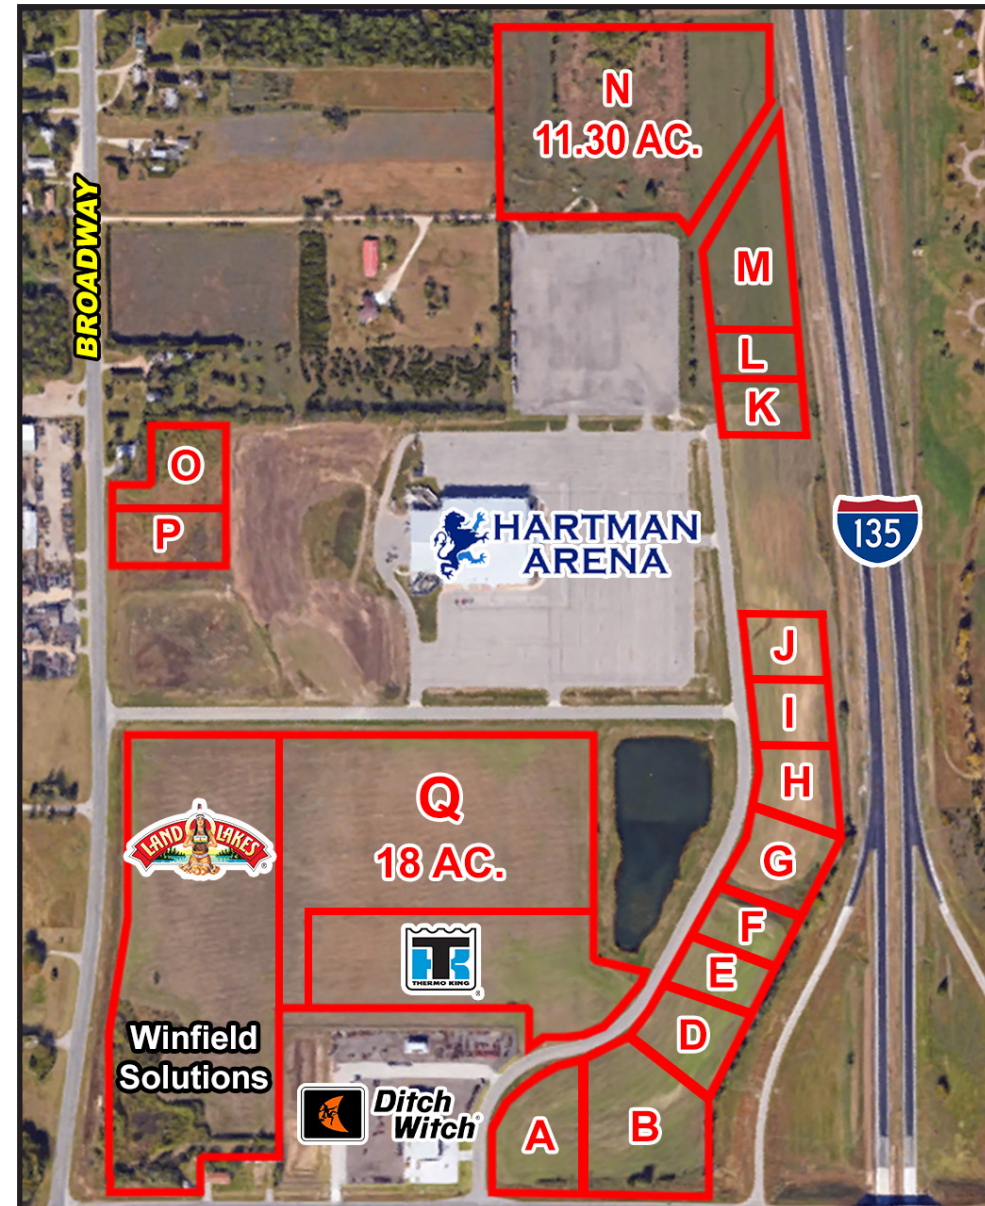 N
11.30 AC.
BROADWAY
M
L
K
O
P
HARTMAN
ARENA
135
J
I
H
Q
18 AC.
LAND O LAKES
®
G
F
E
D
THERMO KING
®
Winfield
Solutions
Ditch
Witch®
A
B